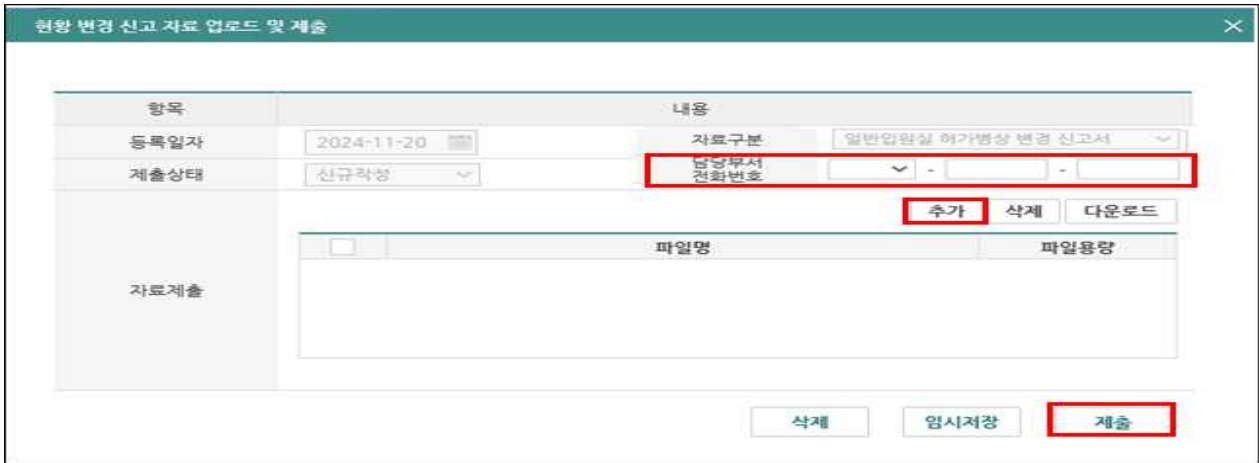 현황 변경 신고 자료 업로드 및 제출
항목 내용
등록일자 2024-11-20 자료구분 일반입원실 허가병상 변경 신고서
제출상태 신규작성 담당부서
전화번호 - -
추가 삭제 다운로드
파일명 파일용량
자료제출
삭제 임시저장 제출